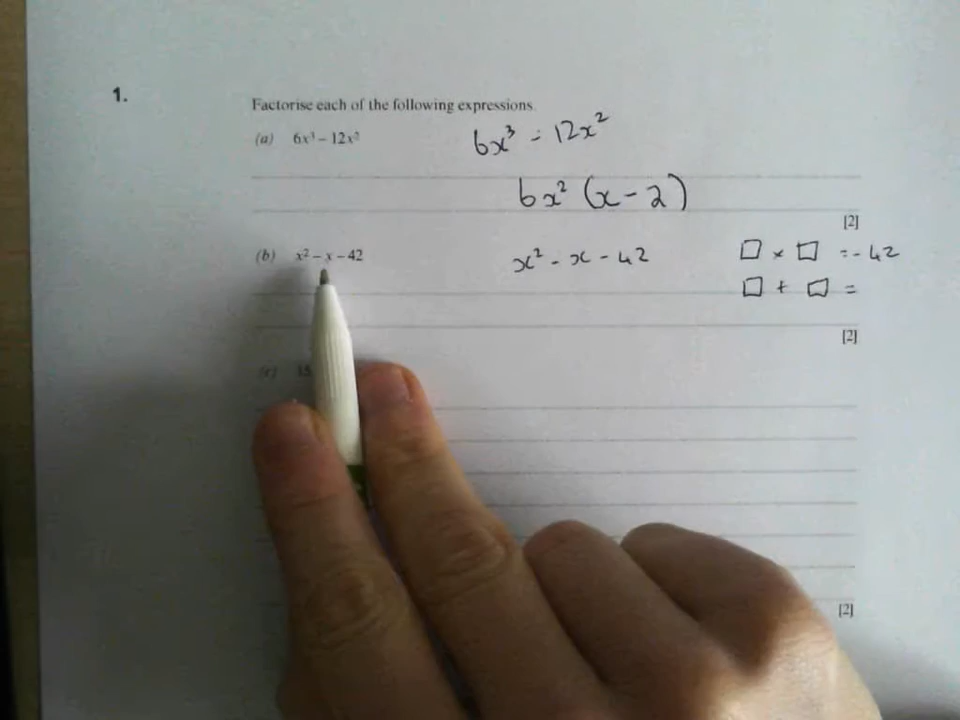 1.
Factorise each of the following expressions.
(a) 6x³ – 12x²
6x³ - 12x²
6x² (x - 2)
[2]
(b) x² – x – 42
x² - x - 42
□ × □ = - 42
□ + □ =
[2]
(c) 15
[2]